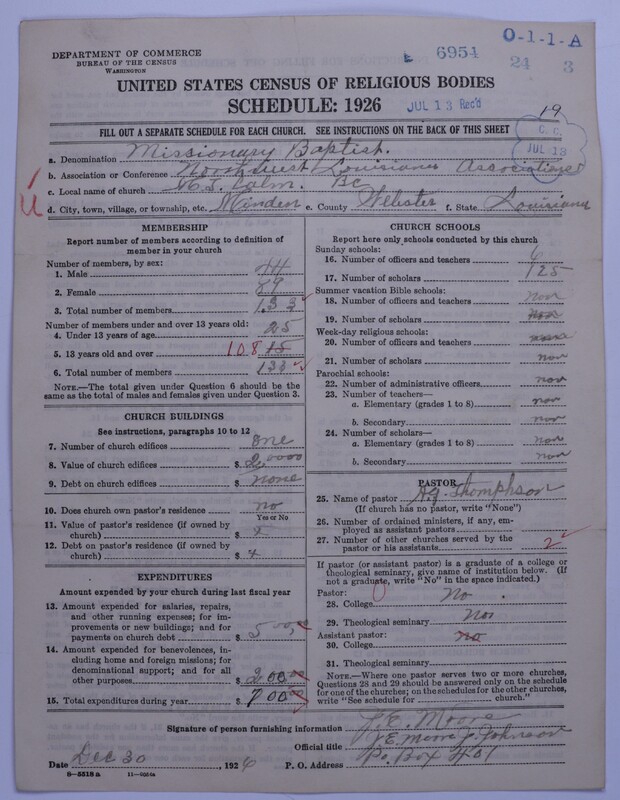 DEPARTMENT OF COMMERCE
BUREAU OF THE CENSUS
WASHINGTON
6954
O-1-1-A
24 3
UNITED STATES CENSUS OF RELIGIOUS BODIES
SCHEDULE: 1926
JUL 13 Rec'd
19
FILL OUT A SEPARATE SCHEDULE FOR EACH CHURCH. SEE INSTRUCTIONS ON THE BACK OF THIS SHEET
C. C.
JUL 13
a. Denomination Missionary Baptist.
b. Association or Conference Northwest Louisiana Association
c. Local name of church Calm. Bc
d. City, town, village, or township, etc. Minden e. County Webster f. State Louisiana
MEMBERSHIP
Report number of members according to definition of member in your church
Number of members, by sex:
1. Male 44
2. Female 89
3. Total number of members 133
Number of members under and over 13 years old:
4. Under 13 years of age 25
5. 13 years old and over 108
6. Total number of members 133
NOTE.—The total given under Question 6 should be the same as the total of males and females given under Question 3.
CHURCH BUILDINGS
See instructions, paragraphs 10 to 12
7. Number of church edifices one
8. Value of church edifices $
9. Debt on church edifices $ none
10. Does church own pastor's residence no
Yes or No
11. Value of pastor's residence (if owned by church) $ x
12. Debt on pastor's residence (if owned by church) $ x
EXPENDITURES
Amount expended by your church during last fiscal year
13. Amount expended for salaries, repairs, and other running expenses; for improvements or new buildings; and for payments on church debt $
14. Amount expended for benevolences, including home and foreign missions; for denominational support; and for all other purposes $
15. Total expenditures during year $
CHURCH SCHOOLS
Report here only schools conducted by this church
Sunday schools:
16. Number of officers and teachers 6
17. Number of scholars 125
Summer vacation Bible schools:
18. Number of officers and teachers non
19. Number of scholars non
Week-day religious schools:
20. Number of officers and teachers
21. Number of scholars non
Parochial schools:
22. Number of administrative officers non
23. Number of teachers—
a. Elementary (grades 1 to 8) non
b. Secondary non
24. Number of scholars—
a. Elementary (grades 1 to 8) non
b. Secondary non
PASTOR
25. Name of pastor Thomphson
(If church has no pastor, write "None")
26. Number of ordained ministers, if any, employed as assistant pastors
27. Number of other churches served by the pastor or his assistants 2
If pastor (or assistant pastor) is a graduate of a college or theological seminary, give name of institution below. (If not a graduate, write "No" in the space indicated.)
Pastor:
28. College No
29. Theological seminary Non
Assistant pastor:
30. College no
31. Theological seminary
NOTE.—Where one pastor serves two or more churches, Questions 28 and 29 should be answered only on the schedule for one of the churches; on the schedules for the other churches, write "See schedule for church."
Signature of person furnishing information J. E. Moore
Official title J E Moore Johnson
Date Dec 30, 1926 P. O. Address Po. Box 401
8-5518 a